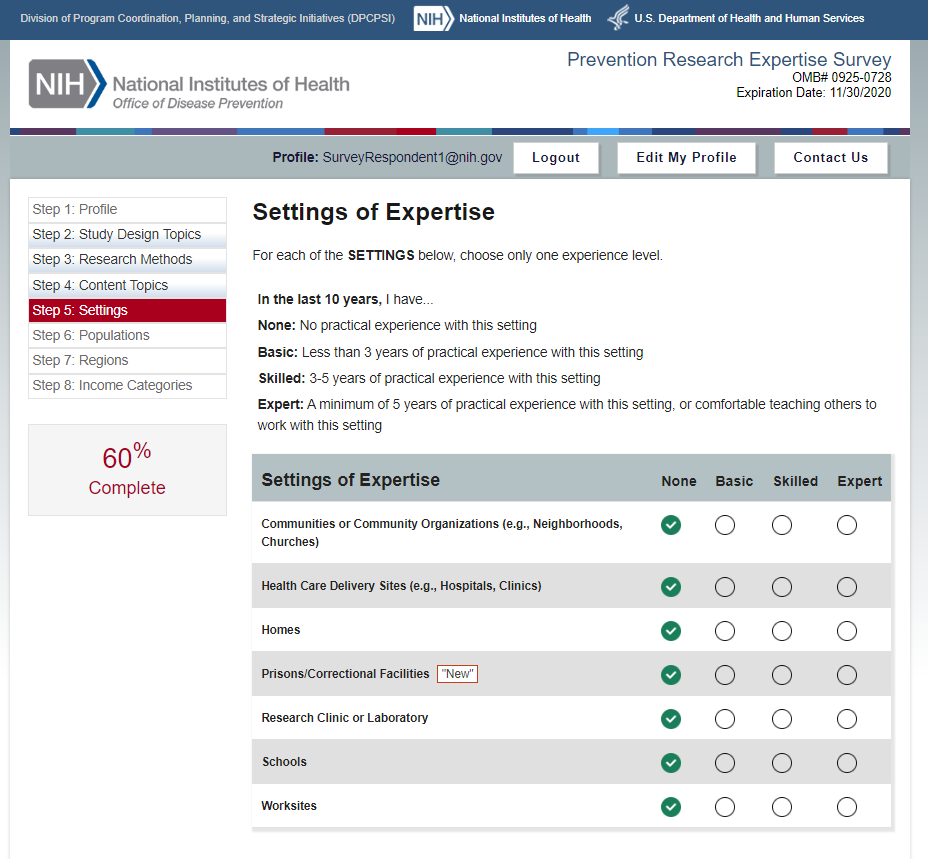 Division of Program Coordination, Planning, and Strategic Initiatives (DPCPSI) NIH National Institutes of Health U.S. Department of Health and Human Services
NIH National Institutes of Health
Office of Disease Prevention
Prevention Research Expertise Survey
OMB# 0925-0728
Expiration Date: 11/30/2020
Profile: SurveyRespondent1@nih.gov Logout Edit My Profile Contact Us
Step 1: Profile
Step 2: Study Design Topics
Step 3: Research Methods
Step 4: Content Topics
Step 5: Settings
Step 6: Populations
Step 7: Regions
Step 8: Income Categories
60%
Complete
Settings of Expertise
For each of the SETTINGS below, choose only one experience level.
In the last 10 years, I have...
None: No practical experience with this setting
Basic: Less than 3 years of practical experience with this setting
Skilled: 3-5 years of practical experience with this setting
Expert: A minimum of 5 years of practical experience with this setting, or comfortable teaching others to
work with this setting
Settings of Expertise None Basic Skilled Expert
Communities or Community Organizations (e.g., Neighborhoods,
Churches)
Health Care Delivery Sites (e.g., Hospitals, Clinics)
Homes
Prisons/Correctional Facilities "New"
Research Clinic or Laboratory
Schools
Worksites